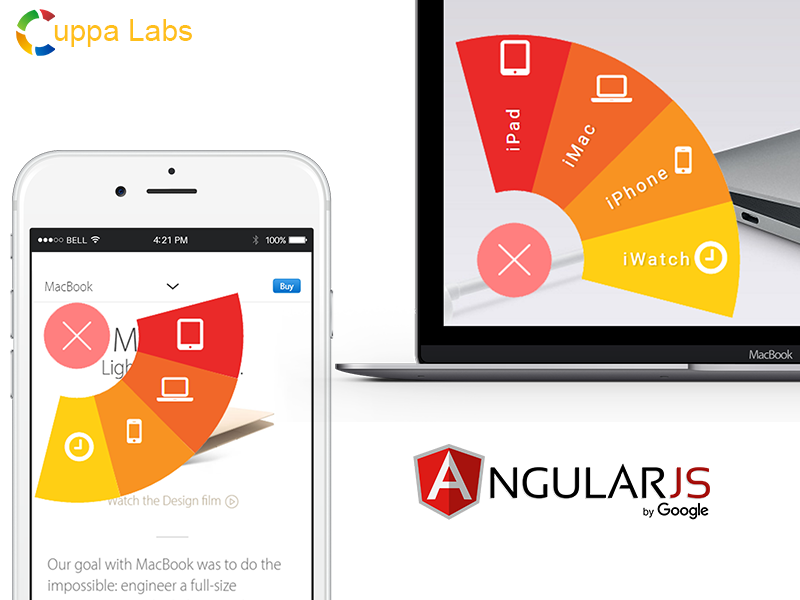 Cuppa Labs
iPad
iMac
iPhone
iWatch
MacBook
BELL
4:21 PM
100%
MacBook
Buy
M
Ligh
Watch the Design film
Our goal with MacBook was to do the
impossible: engineer a full-size
ANGULARJS
by Google